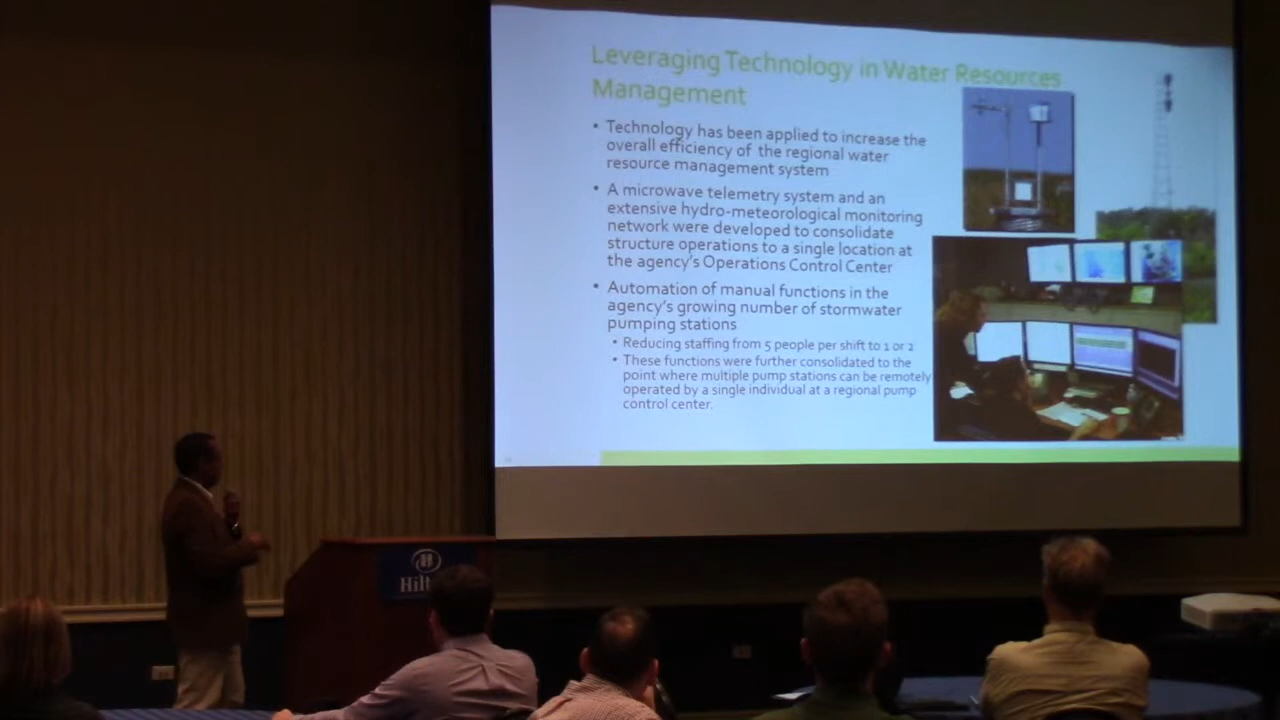 Leveraging Technology in Water Resources
Management
• Technology has been applied to increase the
overall efficiency of the regional water
resource management system
• A microwave telemetry system and an
extensive hydro-meteorological monitoring
network were developed to consolidate
structure operations to a single location at
the agency's Operations Control Center
• Automation of manual functions in the
agency's growing number of stormwater
pumping stations
• Reducing staffing from 5 people per shift to 1 or 2
• These functions were further consolidated to the
point where multiple pump stations can be remotely
operated by a single individual at a regional pump
control center.
H